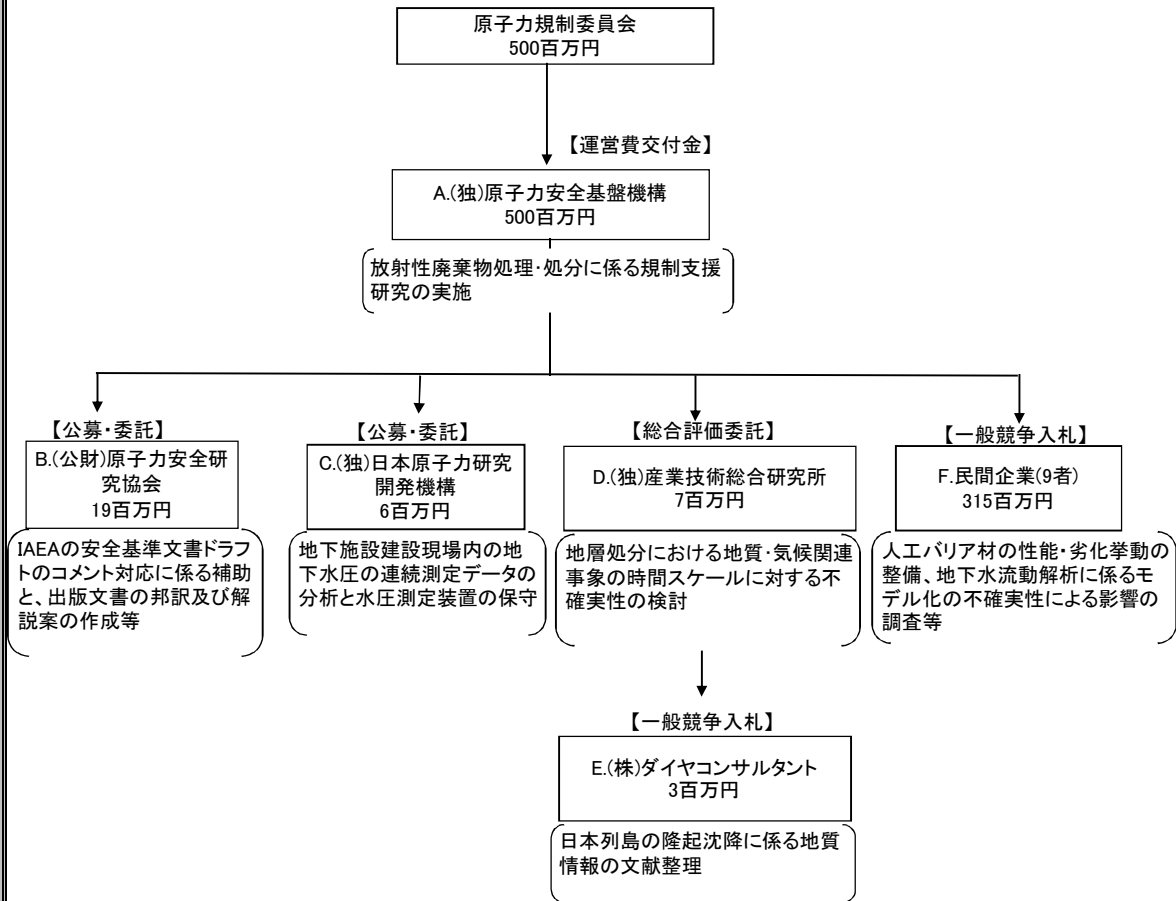 原子力規制委員会
500百万円
【運営費交付金】
A.(独)原子力安全基盤機構
500百万円
放射性廃棄物処理・処分に係る規制支援
研究の実施
【公募・委託】
B.(公財)原子力安全研
究協会
19百万円
IAEAの安全基準文書ドラフ
トのコメント対応に係る補助
と、出版文書の邦訳及び解
説案の作成等
【公募・委託】
C.(独)日本原子力研究
開発機構
6百万円
地下施設建設現場内の地
下水圧の連続測定データの
分析と水圧測定装置の保守
【総合評価委託】
D.(独)産業技術総合研究所
7百万円
地層処分における地質・気候関連
事象の時間スケールに対する不
確実性の検討
【一般競争入札】
F.民間企業(9者)
315百万円
人工バリア材の性能・劣化挙動の
整備、地下水流動解析に係るモ
デル化の不確実性による影響の
調査等
【一般競争入札】
E.(株)ダイヤコンサルタント
3百万円
日本列島の隆起沈降に係る地質
情報の文献整理